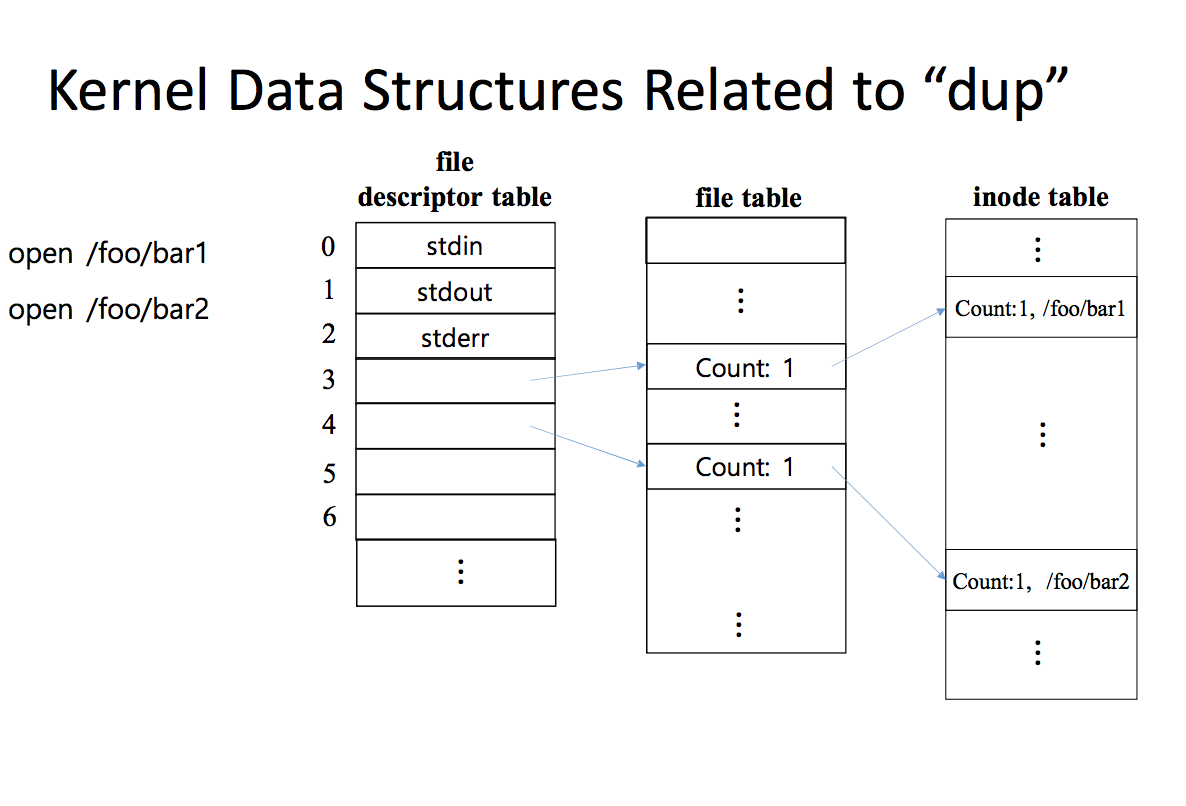 Kernel Data Structures Related to “dup”
file
descriptor table
file table
inode table
open /foo/bar1
open /foo/bar2
0
stdin
1
stdout
2
stderr
3
4
5
6
⋮
⋮
Count: 1
⋮
Count: 1
⋮
⋮
⋮
Count:1, /foo/bar1
⋮
Count:1, /foo/bar2
⋮